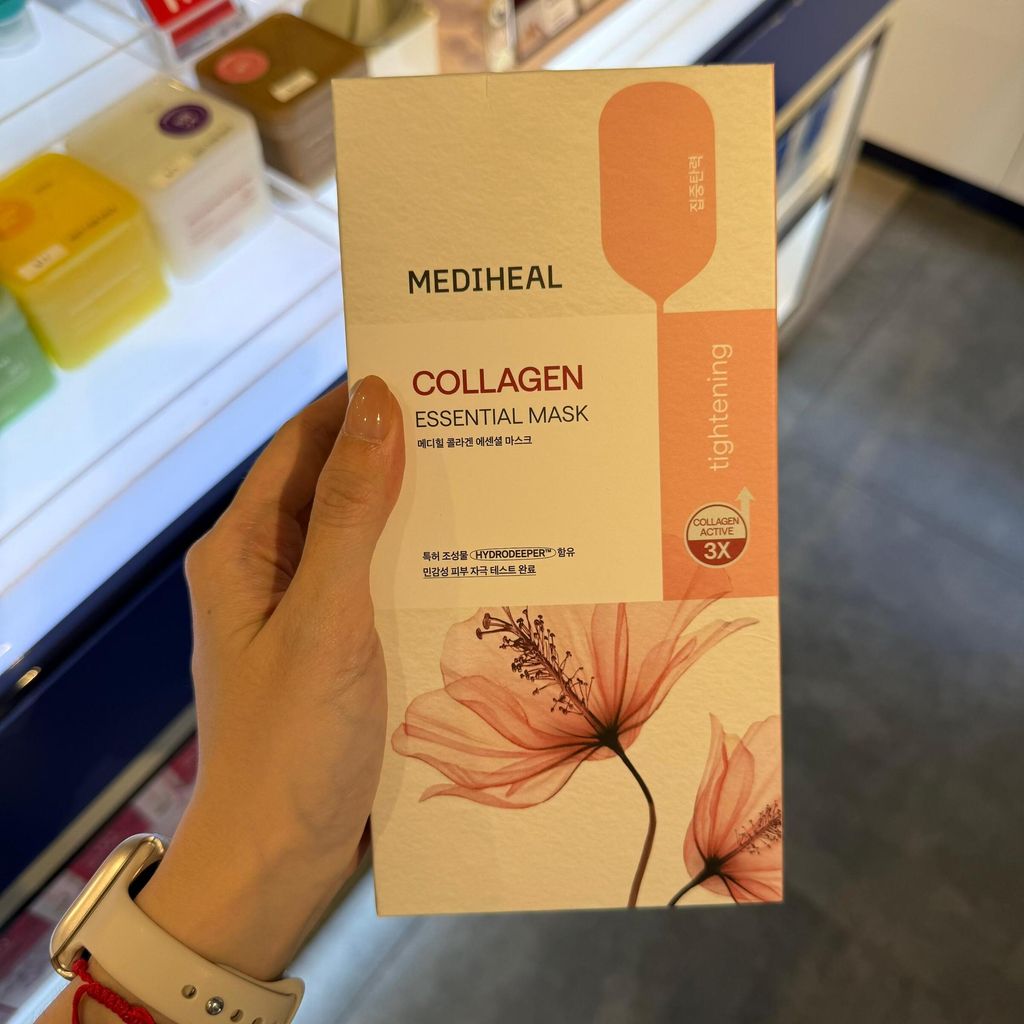 집중탄력
MEDIHEAL
tightening
COLLAGEN
ESSENTIAL MASK
메디힐 콜라겐 에센셜 마스크
COLLAGEN
ACTIVE
3X
특허 조성물 HYDRODEEPER™ 함유
민감성 피부 자극 테스트 완료